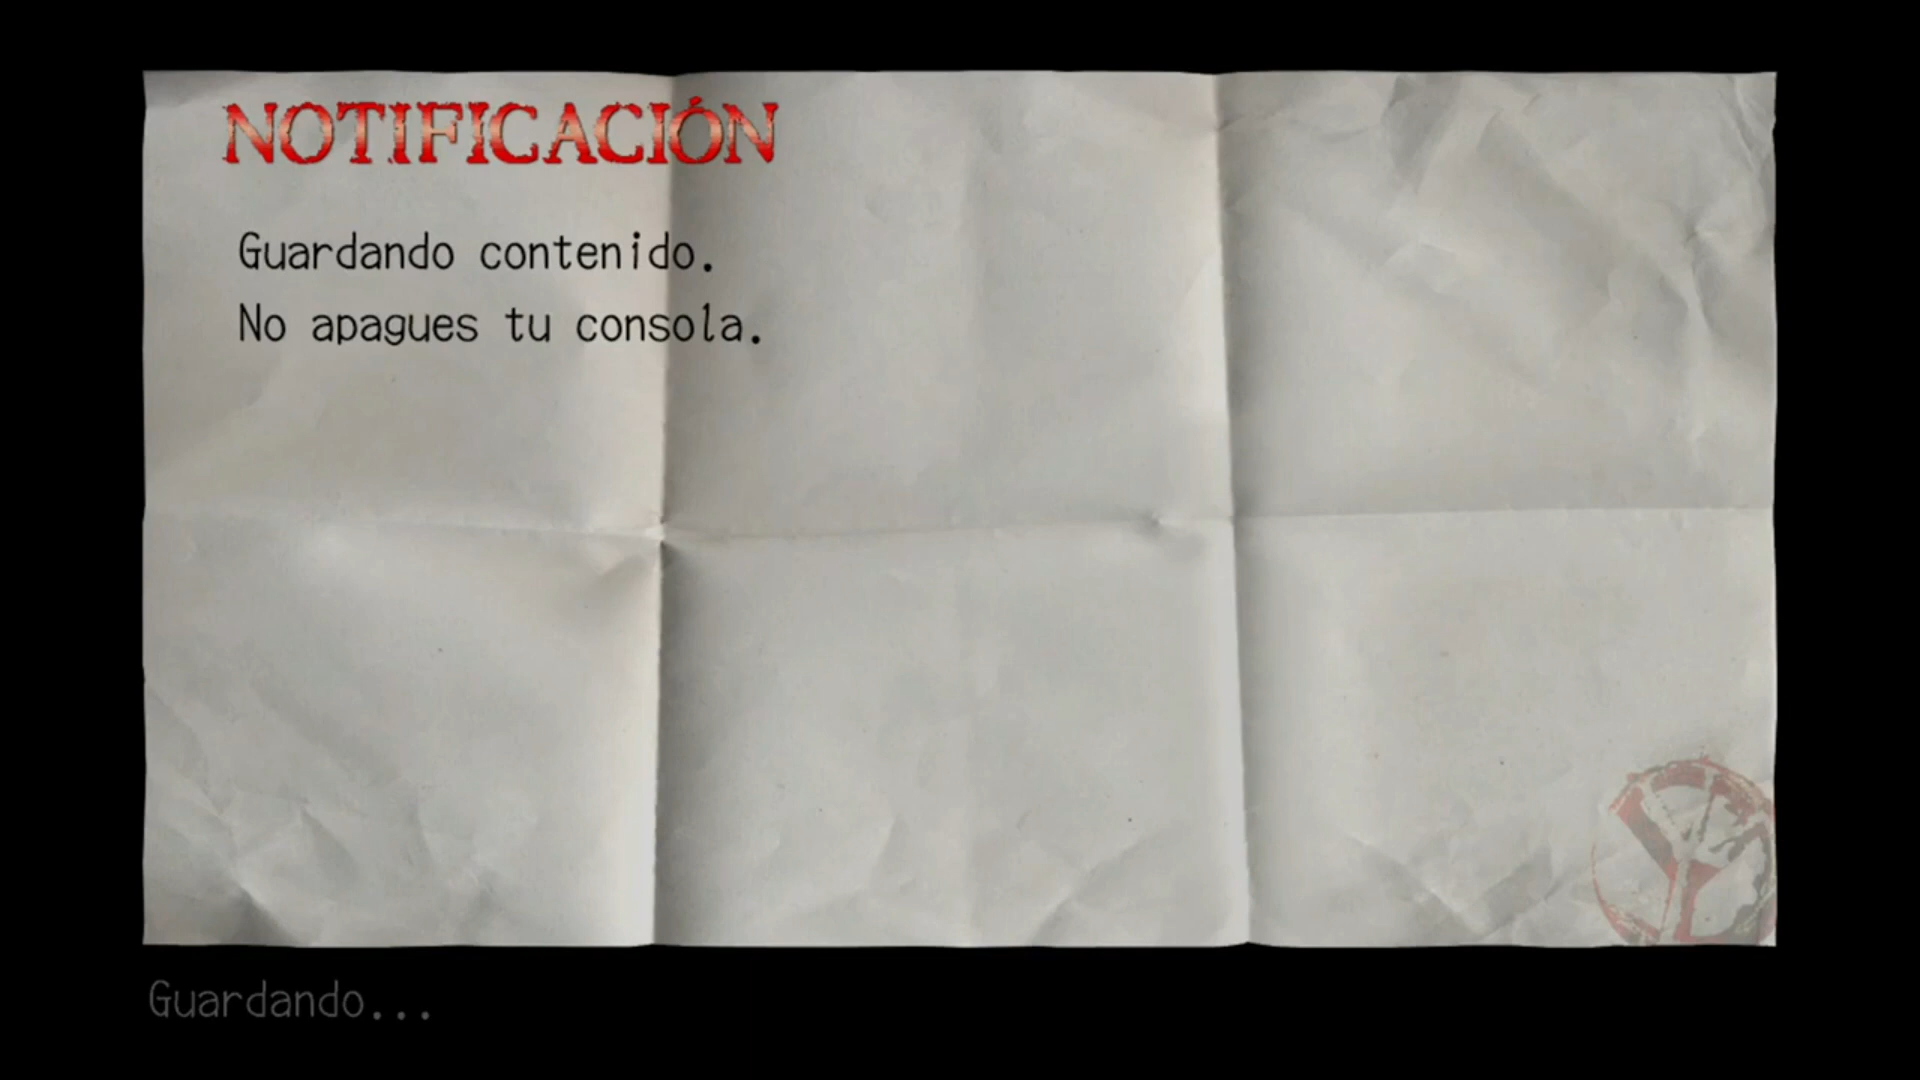 NOTIFICACIÓN
Guardando contenido.
No apagues tu consola.
Guardando...